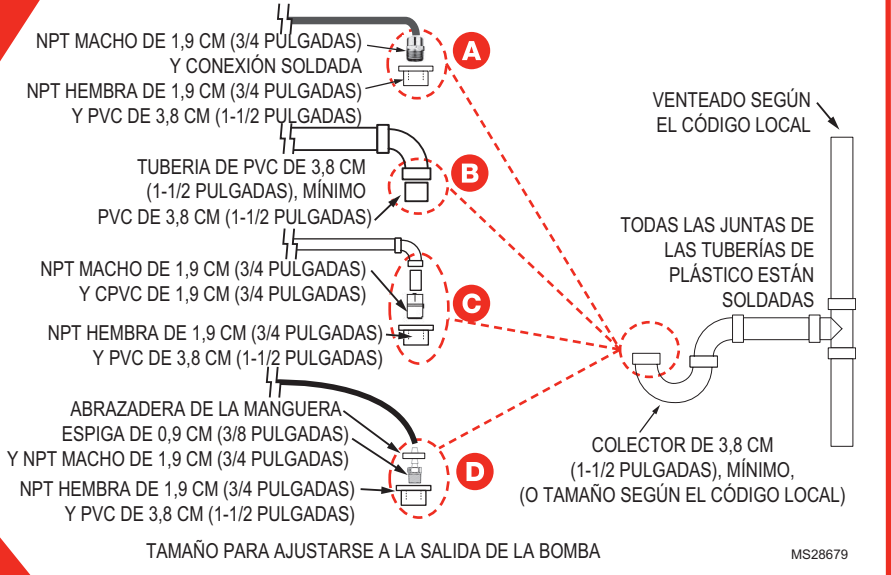 NPT MACHO DE 1,9 CM (3/4 PULGADAS)
Y CONEXIÓN SOLDADA
NPT HEMBRA DE 1,9 CM (3/4 PULGADAS)
Y PVC DE 3,8 CM (1-1/2 PULGADAS)
A
TUBERIA DE PVC DE 3,8 CM
(1-1/2 PULGADAS), MÍNIMO
PVC DE 3,8 CM (1-1/2 PULGADAS)
B
NPT MACHO DE 1,9 CM (3/4 PULGADAS)
Y CPVC DE 1,9 CM (3/4 PULGADAS)
NPT HEMBRA DE 1,9 CM (3/4 PULGADAS)
Y PVC DE 3,8 CM (1-1/2 PULGADAS)
C
ABRAZADERA DE LA MANGUERA
ESPIGA DE 0,9 CM (3/8 PULGADAS)
Y NPT MACHO DE 1,9 CM (3/4 PULGADAS)
NPT HEMBRA DE 1,9 CM (3/4 PULGADAS)
Y PVC DE 3,8 CM (1-1/2 PULGADAS)
D
VENTEADO SEGÚN
EL CÓDIGO LOCAL
TODAS LAS JUNTAS DE
LAS TUBERÍAS DE
PLÁSTICO ESTÁN
SOLDADAS
COLECTOR DE 3,8 CM
(1-1/2 PULGADAS), MÍNIMO,
(O TAMAÑO SEGÚN EL CÓDIGO LOCAL)
TAMAÑO PARA AJUSTARSE A LA SALIDA DE LA BOMBA
MS28679